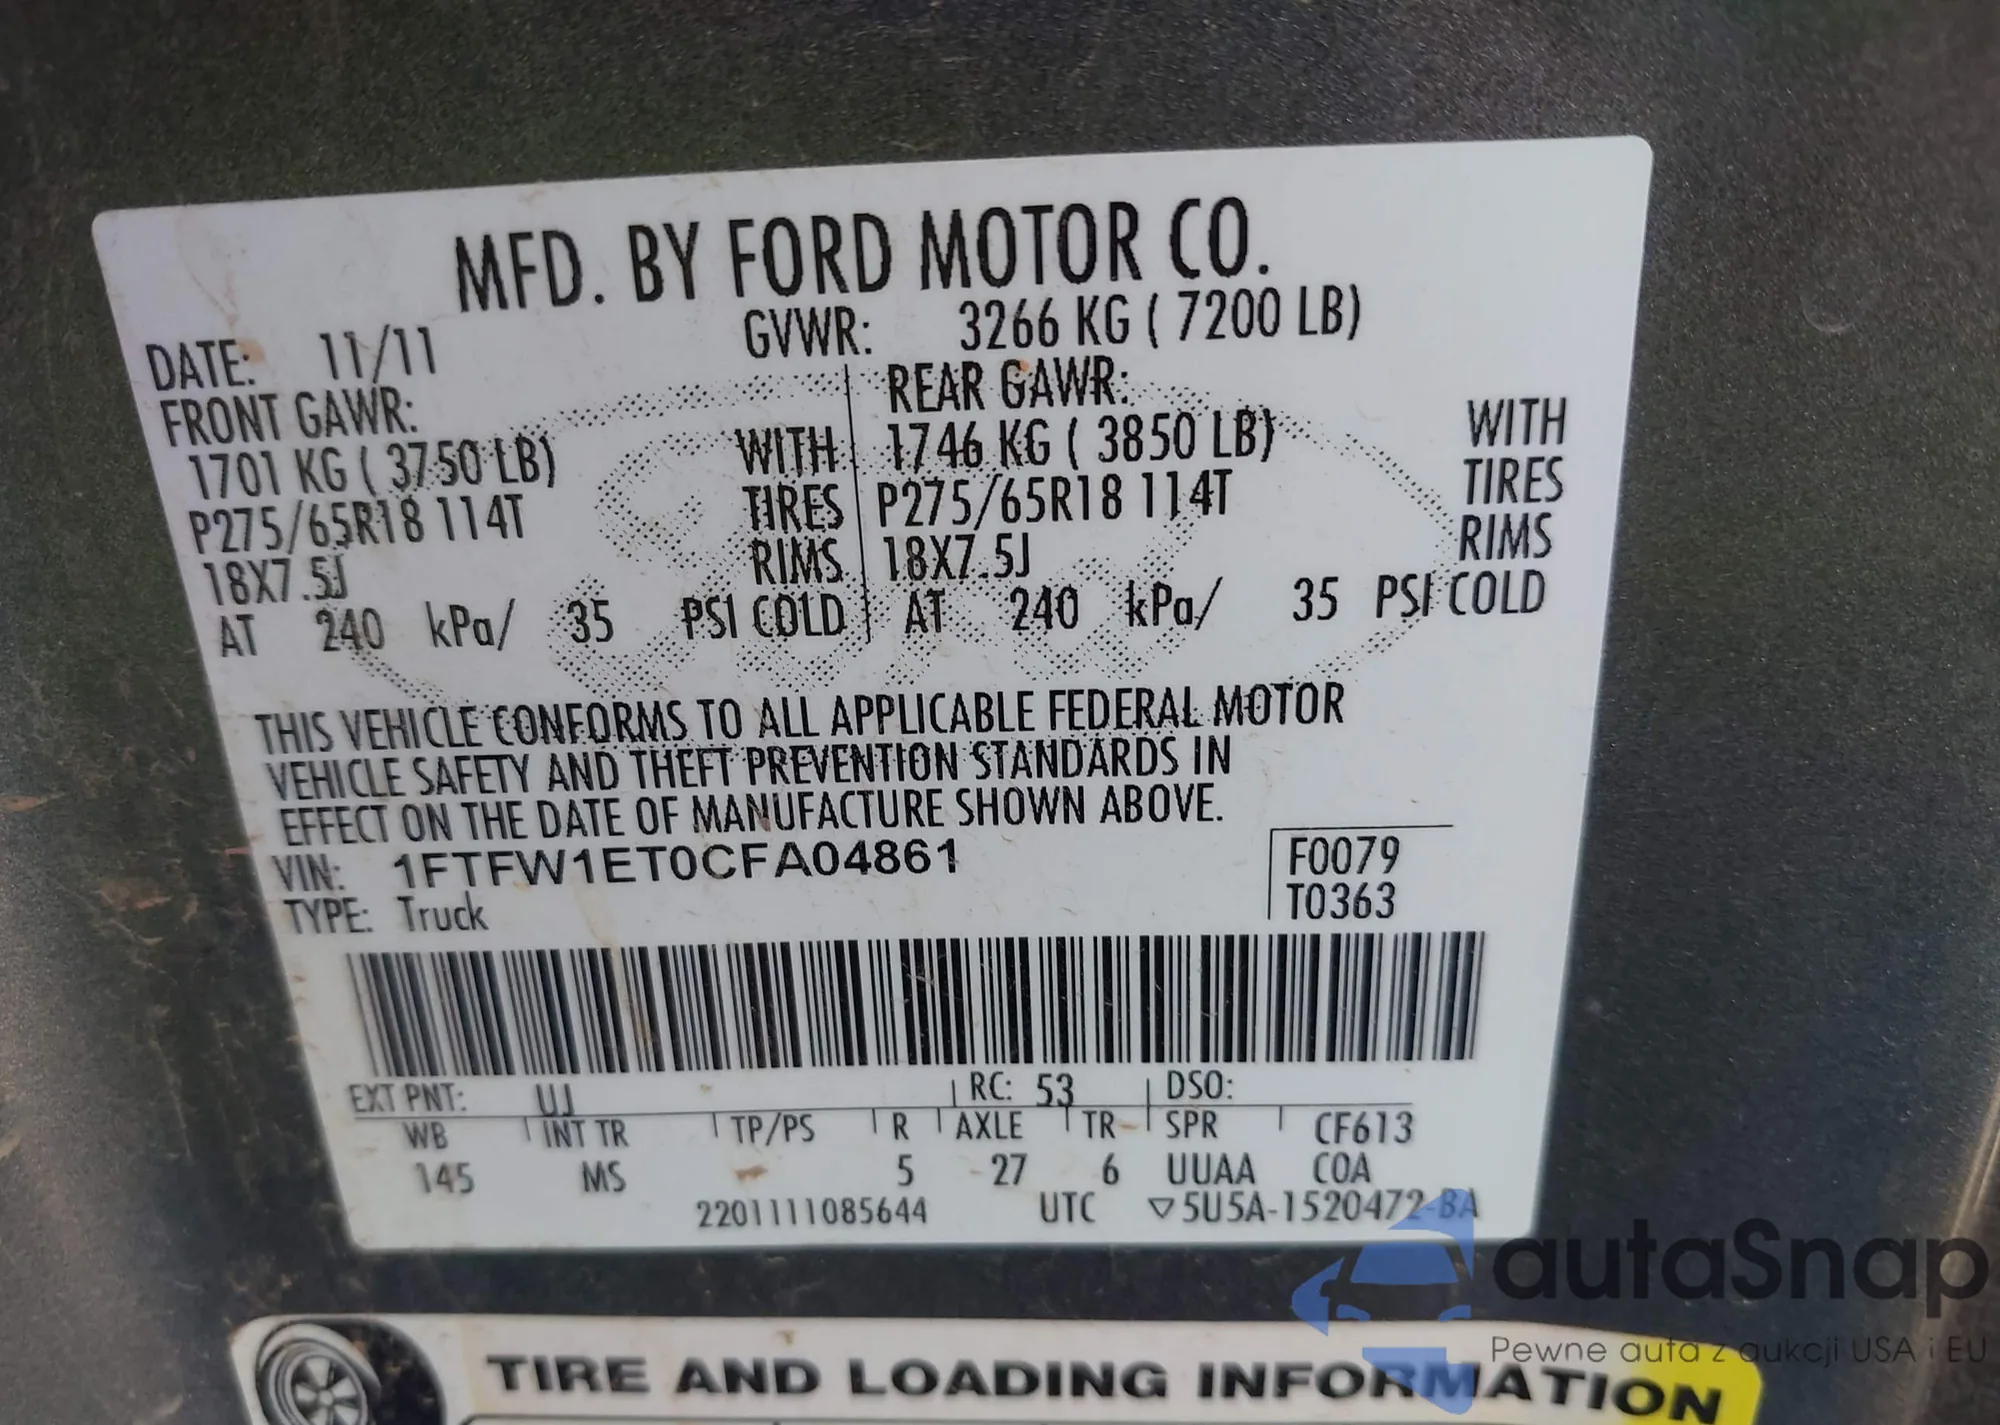 MFD. BY FORD MOTOR CO.
DATE: 11/11 GVWR: 3266 KG ( 7200 LB)
FRONT GAWR: REAR GAWR:
1701 KG ( 3750 LB) WITH 1746 KG ( 3850 LB) WITH
P275/65R18 114T TIRES P275/65R18 114T TIRES
18X7.5J RIMS 18X7.5J RIMS
AT 240 kPa/ 35 PSI COLD AT 240 kPa/ 35 PSI COLD
THIS VEHICLE CONFORMS TO ALL APPLICABLE FEDERAL MOTOR
VEHICLE SAFETY AND THEFT PREVENTION STANDARDS IN
EFFECT ON THE DATE OF MANUFACTURE SHOWN ABOVE.
VIN: 1FTFW1ET0CFA04861 F0079
TYPE: Truck T0363
EXT PNT: UJ RC: 53 DSO:
WB INT TR TP/PS R AXLE TR SPR CF613
145 MS 5 27 6 UUAA COA
2201111085644 UTC ▽5U5A-1520472-BA
autaSnap
Pewne auta z aukcji USA i EU
TIRE AND LOADING INFORMATION